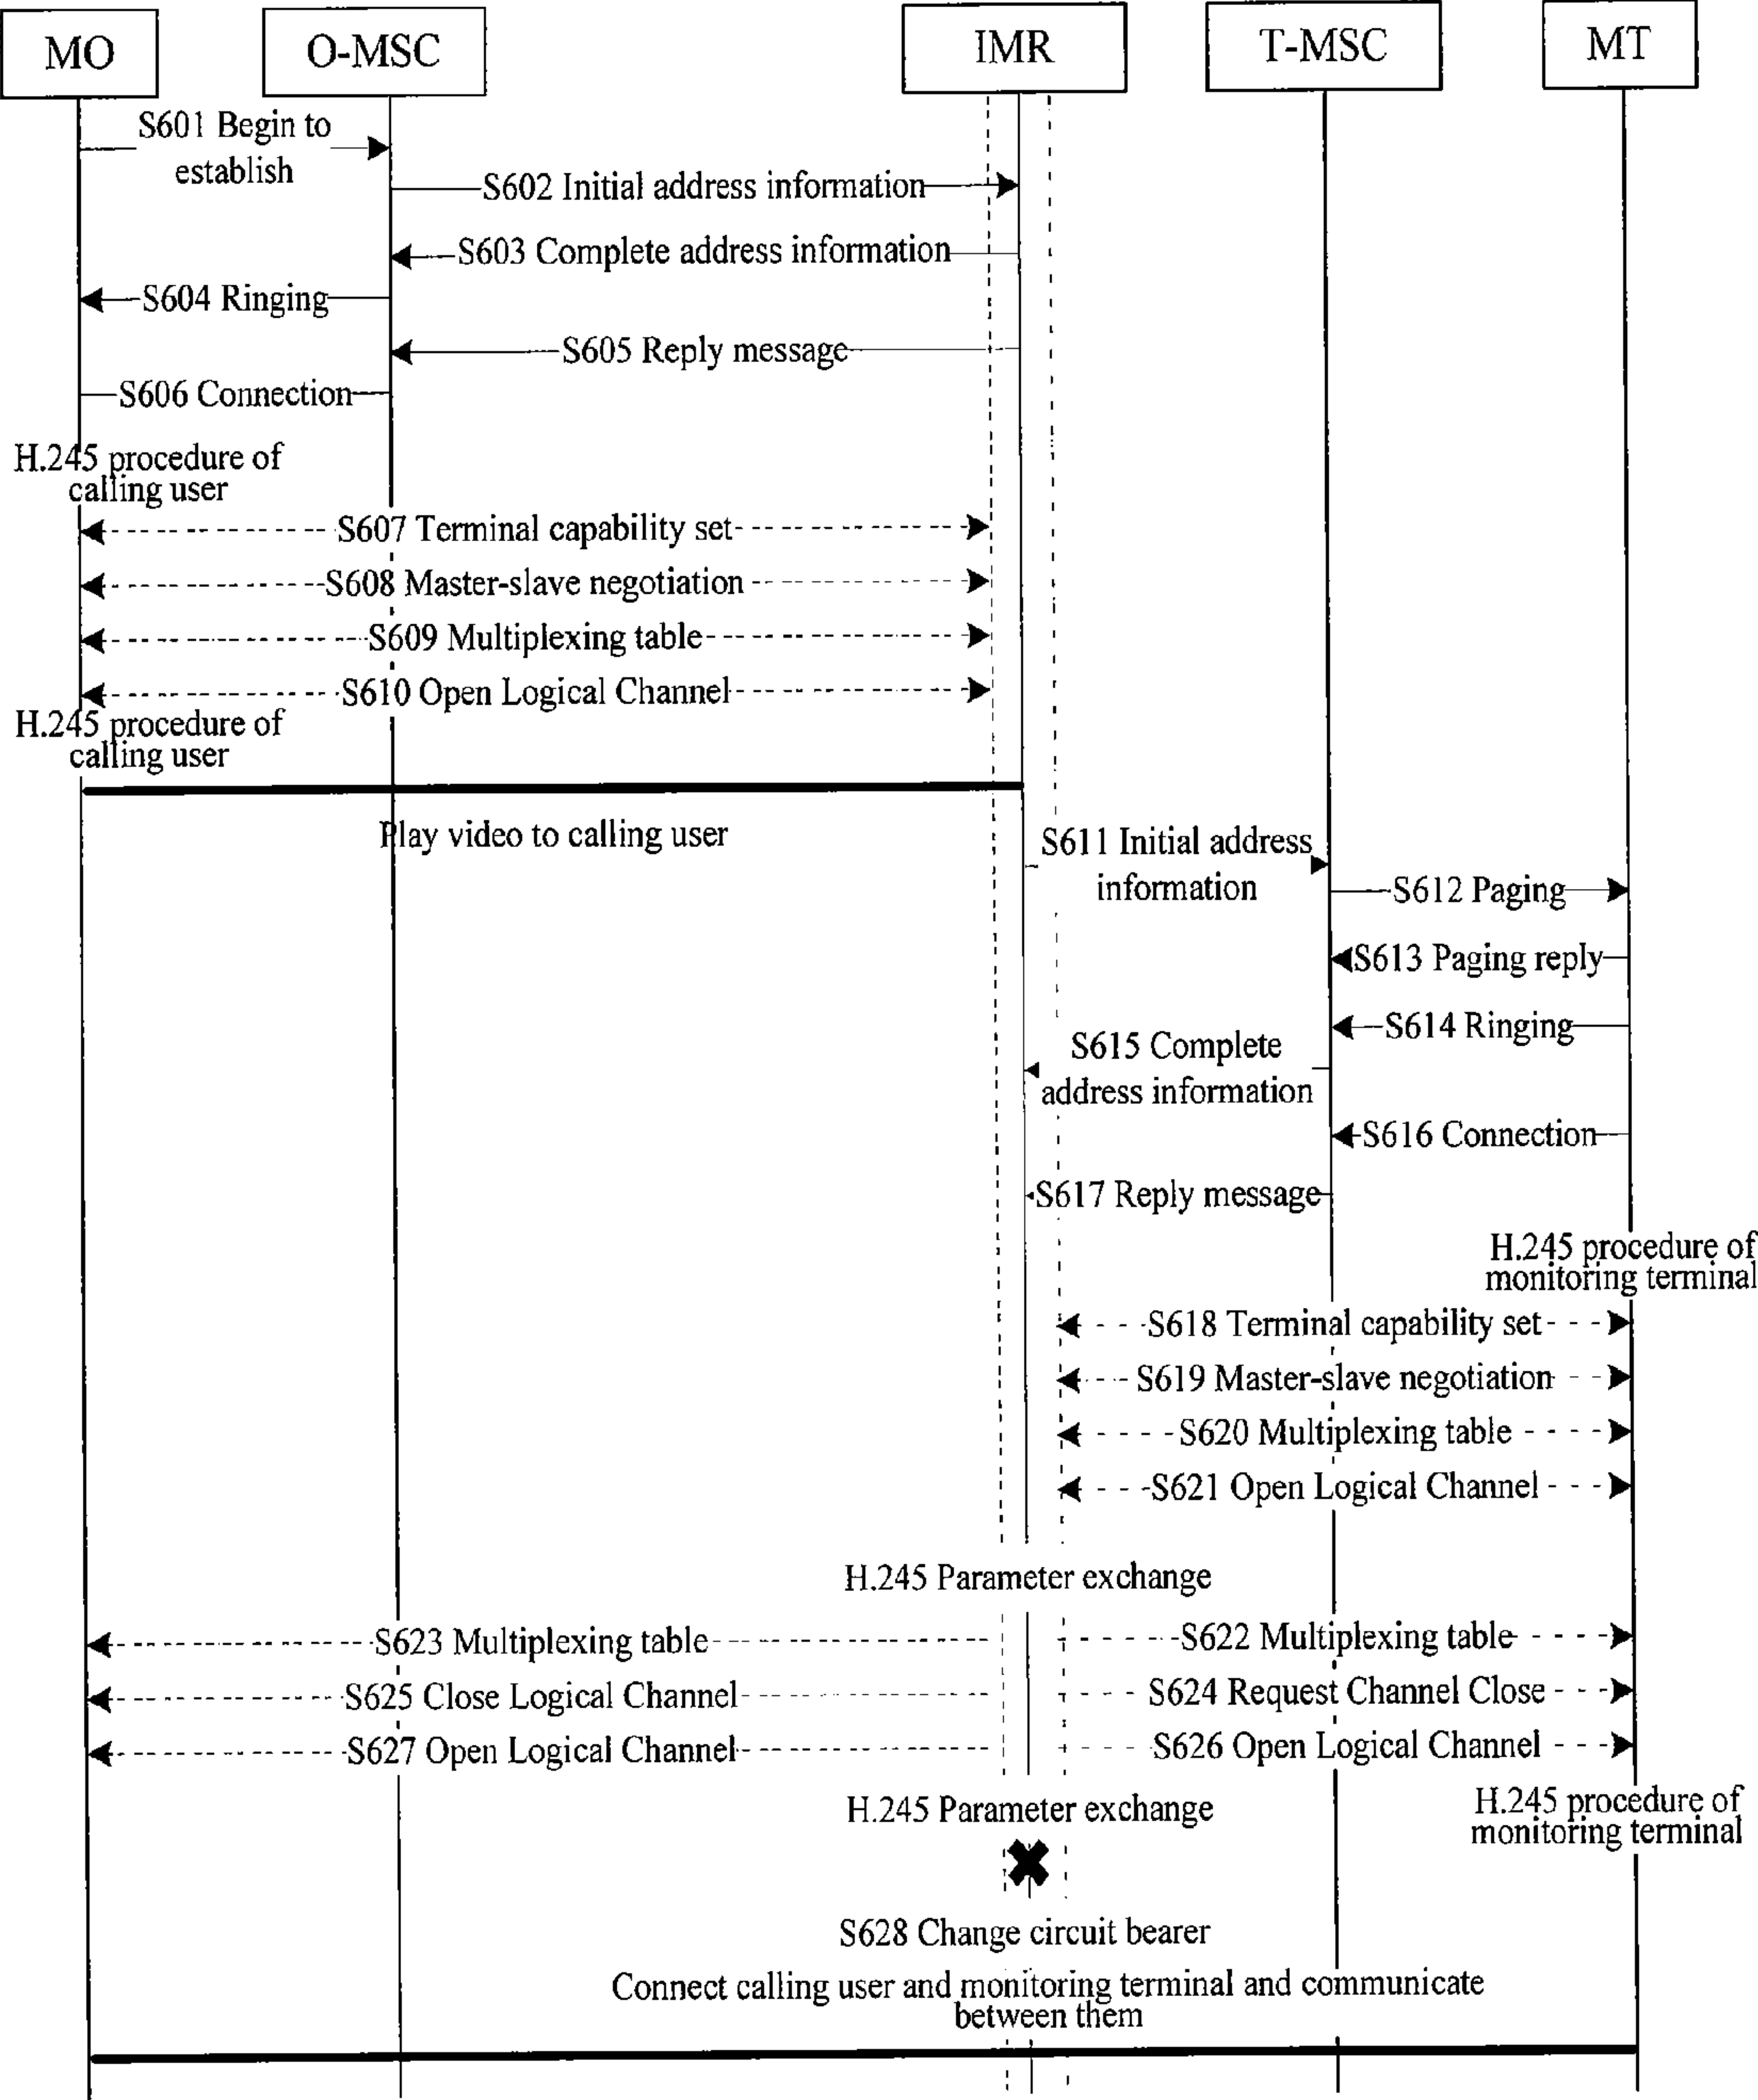 MO
O-MSC
IMR
T-MSC
MT
S601 Begin to
establish
S602 Initial address information
S603 Complete address information
S604 Ringing
S605 Reply message
S606 Connection
H.245 procedure of
calling user
S607 Terminal capability set
S608 Master-slave negotiation
S609 Multiplexing table
S610 Open Logical Channel
H.245 procedure of
calling user
Play video to calling user
S611 Initial address
information
S612 Paging
S613 Paging reply
S614 Ringing
S615 Complete
address information
S616 Connection
S617 Reply message
H.245 procedure of
monitoring terminal
S618 Terminal capability set
S619 Master-slave negotiation
S620 Multiplexing table
S621 Open Logical Channel
H.245 Parameter exchange
S623 Multiplexing table
S622 Multiplexing table
S625 Close Logical Channel
S624 Request Channel Close
S627 Open Logical Channel
S626 Open Logical Channel
H.245 Parameter exchange
H.245 procedure of
monitoring terminal
S628 Change circuit bearer
Connect calling user and monitoring terminal and communicate
between them